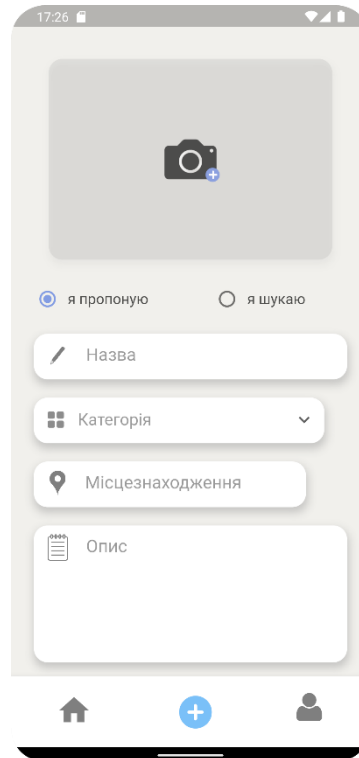 17:26
я пропоную
я шукаю
Назва
Категорія
Місцезнаходження
Опис